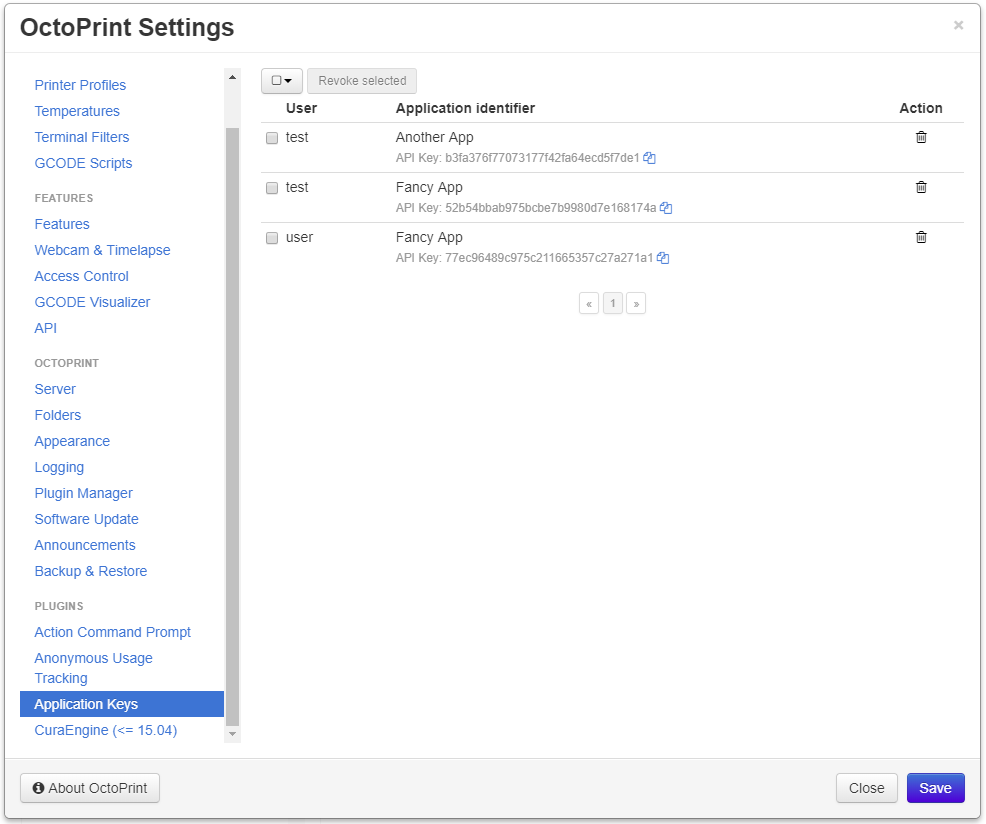 OctoPrint Settings
×
Printer Profiles
Temperatures
Terminal Filters
GCODE Scripts
FEATURES
Features
Webcam & Timelapse
Access Control
GCODE Visualizer
API
OCTOPRINT
Server
Folders
Appearance
Logging
Plugin Manager
Software Update
Announcements
Backup & Restore
PLUGINS
Action Command Prompt
Anonymous Usage
Tracking
Application Keys
CuraEngine (<= 15.04)
Revoke selected
User Application identifier Action
test Another App
API Key: b3fa376f77073177f42fa64ecd5f7de1
test Fancy App
API Key: 52b54bbab975bcbe7b9980d7e168174a
user Fancy App
API Key: 77ec96489c975c211665357c27a271a1
« 1 »
About OctoPrint Close Save